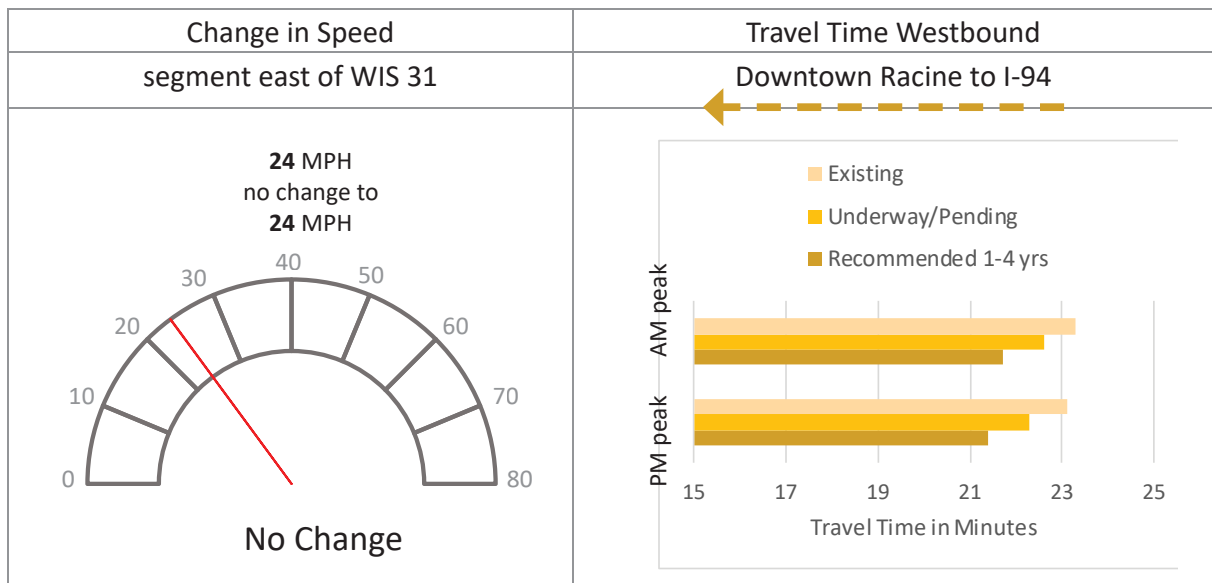 Change in Speed
segment east of WIS 31
24 MPH
no change to
24 MPH
0
10
20
30
40
50
60
70
80
No Change
Travel Time Westbound
Downtown Racine to I-94
Existing
Underway/Pending
Recommended 1-4 yrs
AM peak
PM peak
15 17 19 21 23 25
Travel Time in Minutes